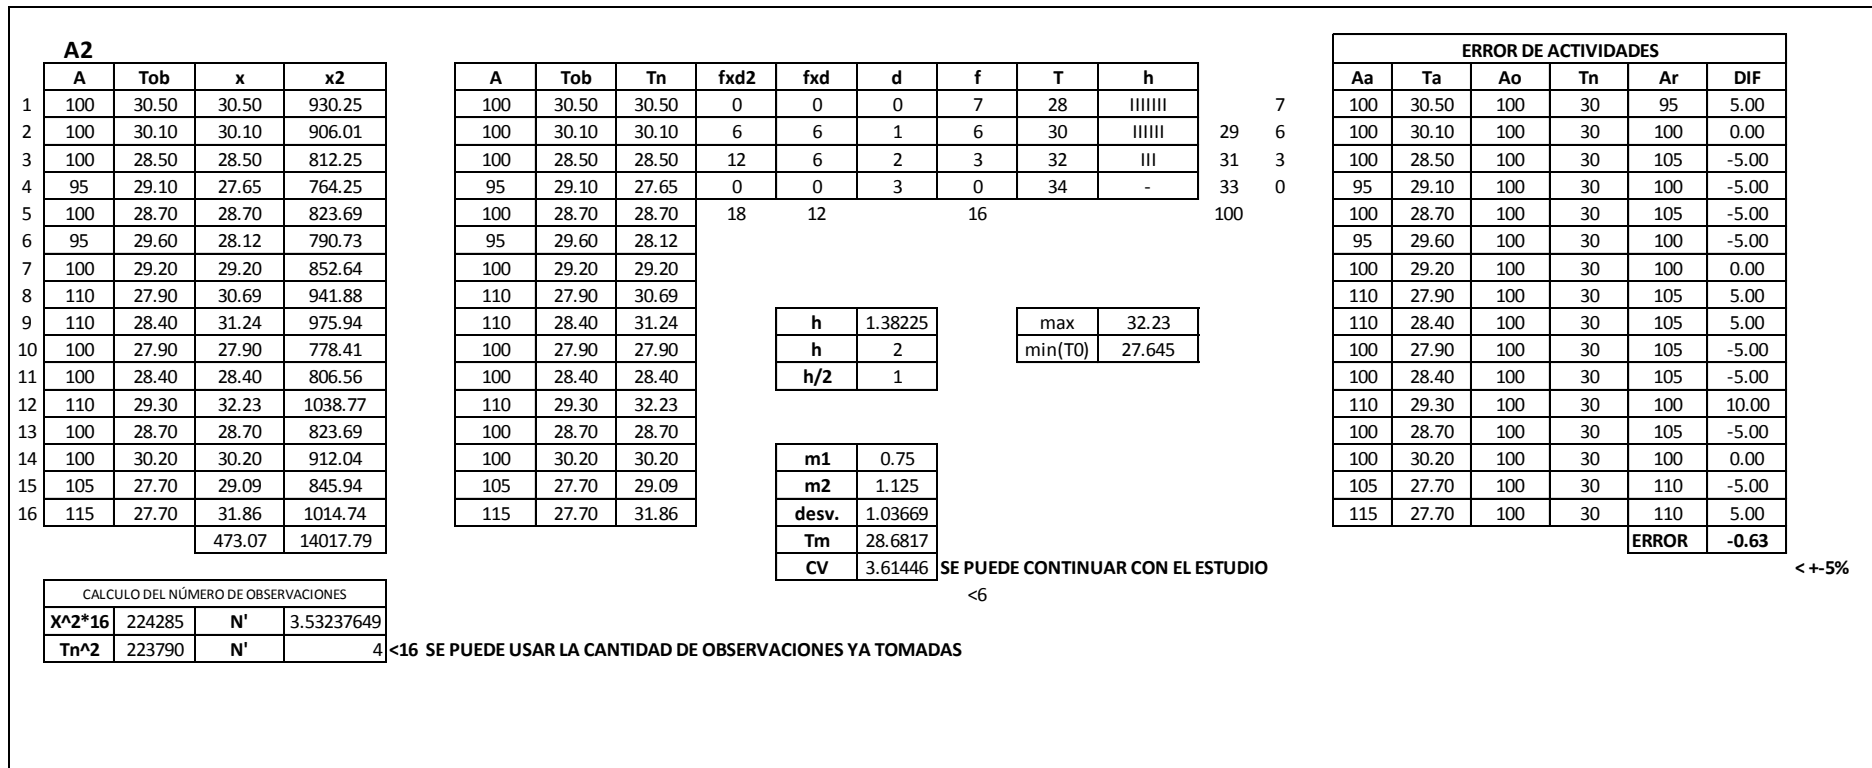 A2
ERROR DE ACTIVIDADES
A Tob x x2 A Tob Tn fxd2 fxd d f T h Aa Ta Ao Tn Ar DIF
1 100 30.50 30.50 930.25 100 30.50 30.50 0 0 0 7 28 IIIIIII 7 100 30.50 100 30 95 5.00
2 100 30.10 30.10 906.01 100 30.10 30.10 6 6 1 6 30 IIIIII 29 6 100 30.10 100 30 100 0.00
3 100 28.50 28.50 812.25 100 28.50 28.50 12 6 2 3 32 III 31 3 100 28.50 100 30 105 -5.00
4 95 29.10 27.65 764.25 95 29.10 27.65 0 0 3 0 34 - 33 0 95 29.10 100 30 100 -5.00
5 100 28.70 28.70 823.69 100 28.70 28.70 18 12 16 100 100 28.70 100 30 105 -5.00
6 95 29.60 28.12 790.73 95 29.60 28.12 95 29.60 100 30 100 -5.00
7 100 29.20 29.20 852.64 100 29.20 29.20 100 29.20 100 30 100 0.00
8 110 27.90 30.69 941.88 110 27.90 30.69 110 27.90 100 30 105 5.00
9 110 28.40 31.24 975.94 110 28.40 31.24 h 1.38225 max 32.23 110 28.40 100 30 105 5.00
10 100 27.90 27.90 778.41 100 27.90 27.90 h 2 min(T0) 27.645 100 27.90 100 30 105 -5.00
11 100 28.40 28.40 806.56 100 28.40 28.40 h/2 1 100 28.40 100 30 105 -5.00
12 110 29.30 32.23 1038.77 110 29.30 32.23 110 29.30 100 30 100 10.00
13 100 28.70 28.70 823.69 100 28.70 28.70 100 28.70 100 30 105 -5.00
14 100 30.20 30.20 912.04 100 30.20 30.20 m1 0.75 100 30.20 100 30 100 0.00
15 105 27.70 29.09 845.94 105 27.70 29.09 m2 1.125 105 27.70 100 30 110 -5.00
16 115 27.70 31.86 1014.74 115 27.70 31.86 desv. 1.03669 115 27.70 100 30 110 5.00
473.07 14017.79 Tm 28.6817 ERROR -0.63
CV 3.61446 SE PUEDE CONTINUAR CON EL ESTUDIO < +-5%
CALCULO DEL NÚMERO DE OBSERVACIONES <6
X^2*16 224285 N' 3.53237649
Tn^2 223790 N' 4 <16 SE PUEDE USAR LA CANTIDAD DE OBSERVACIONES YA TOMADAS